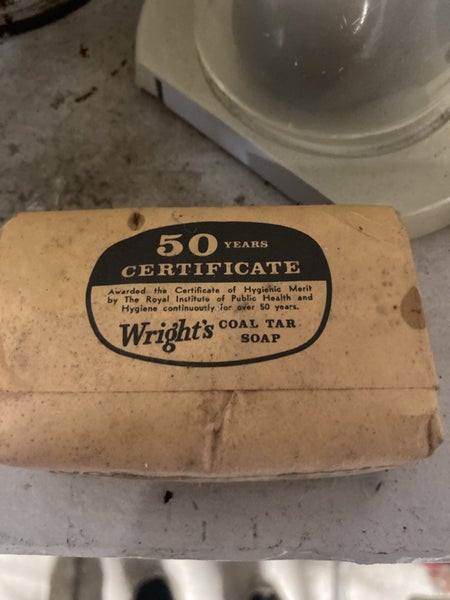 50 YEARS
CERTIFICATE
Awarded the Certificate of Hygienic Merit
by The Royal Institute of Public Health and
Hygiene continuously for over 50 years.
Wright's COAL TAR
SOAP